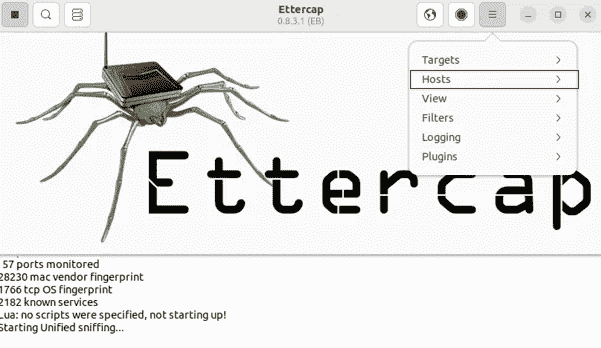 Ettercap
0.8.3.1 (EB)
Targets
Hosts
View
Filters
Logging
Plugins
Ettercap
57 ports monitored
28230 mac vendor fingerprint
1766 tcp OS fingerprint
2182 known services
Lua: no scripts were specified, not starting up!
Starting Unified sniffing...